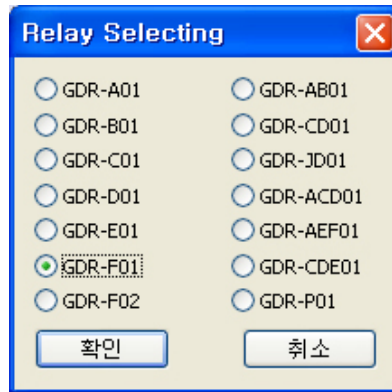 Relay Selecting
GDR-A01 GDR-AB01
GDR-B01 GDR-CD01
GDR-C01 GDR-JD01
GDR-D01 GDR-ACD01
GDR-E01 GDR-AEF01
GDR-F01 GDR-CDE01
GDR-F02 GDR-P01
확인 취소